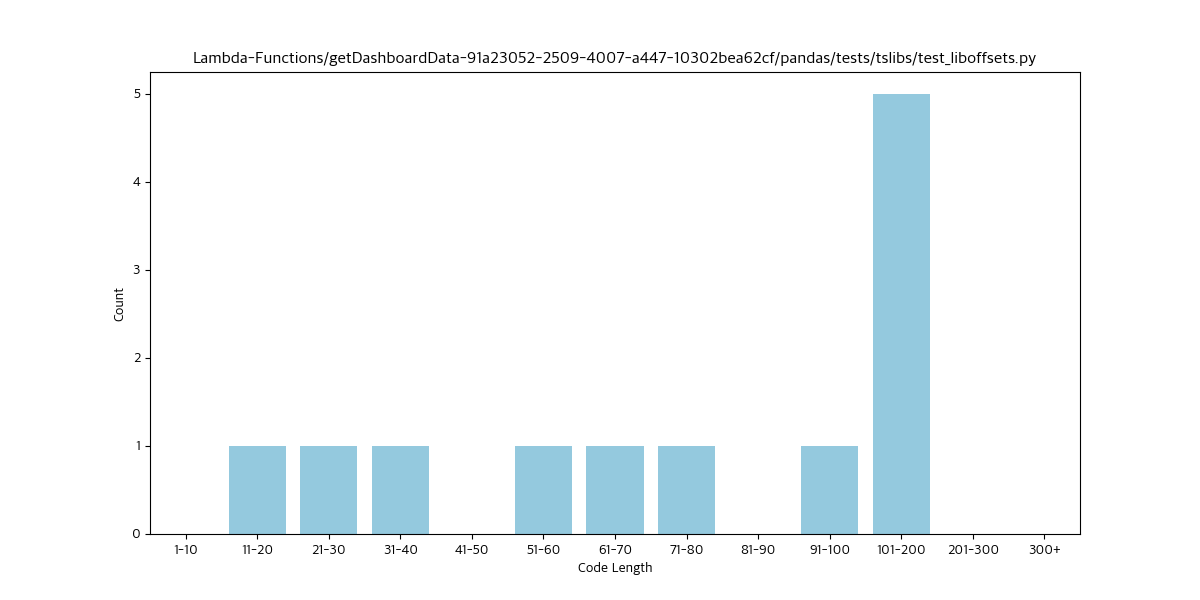 Lambda-Functions/getDashboardData-91a23052-2509-4007-a447-10302bea62cf/pandas/tests/tslibs/test_liboffsets.py
5
4
3
2
1
0
Count
1-10 11-20 21-30 31-40 41-50 51-60 61-70 71-80 81-90 91-100 101-200 201-300 300+
Code Length